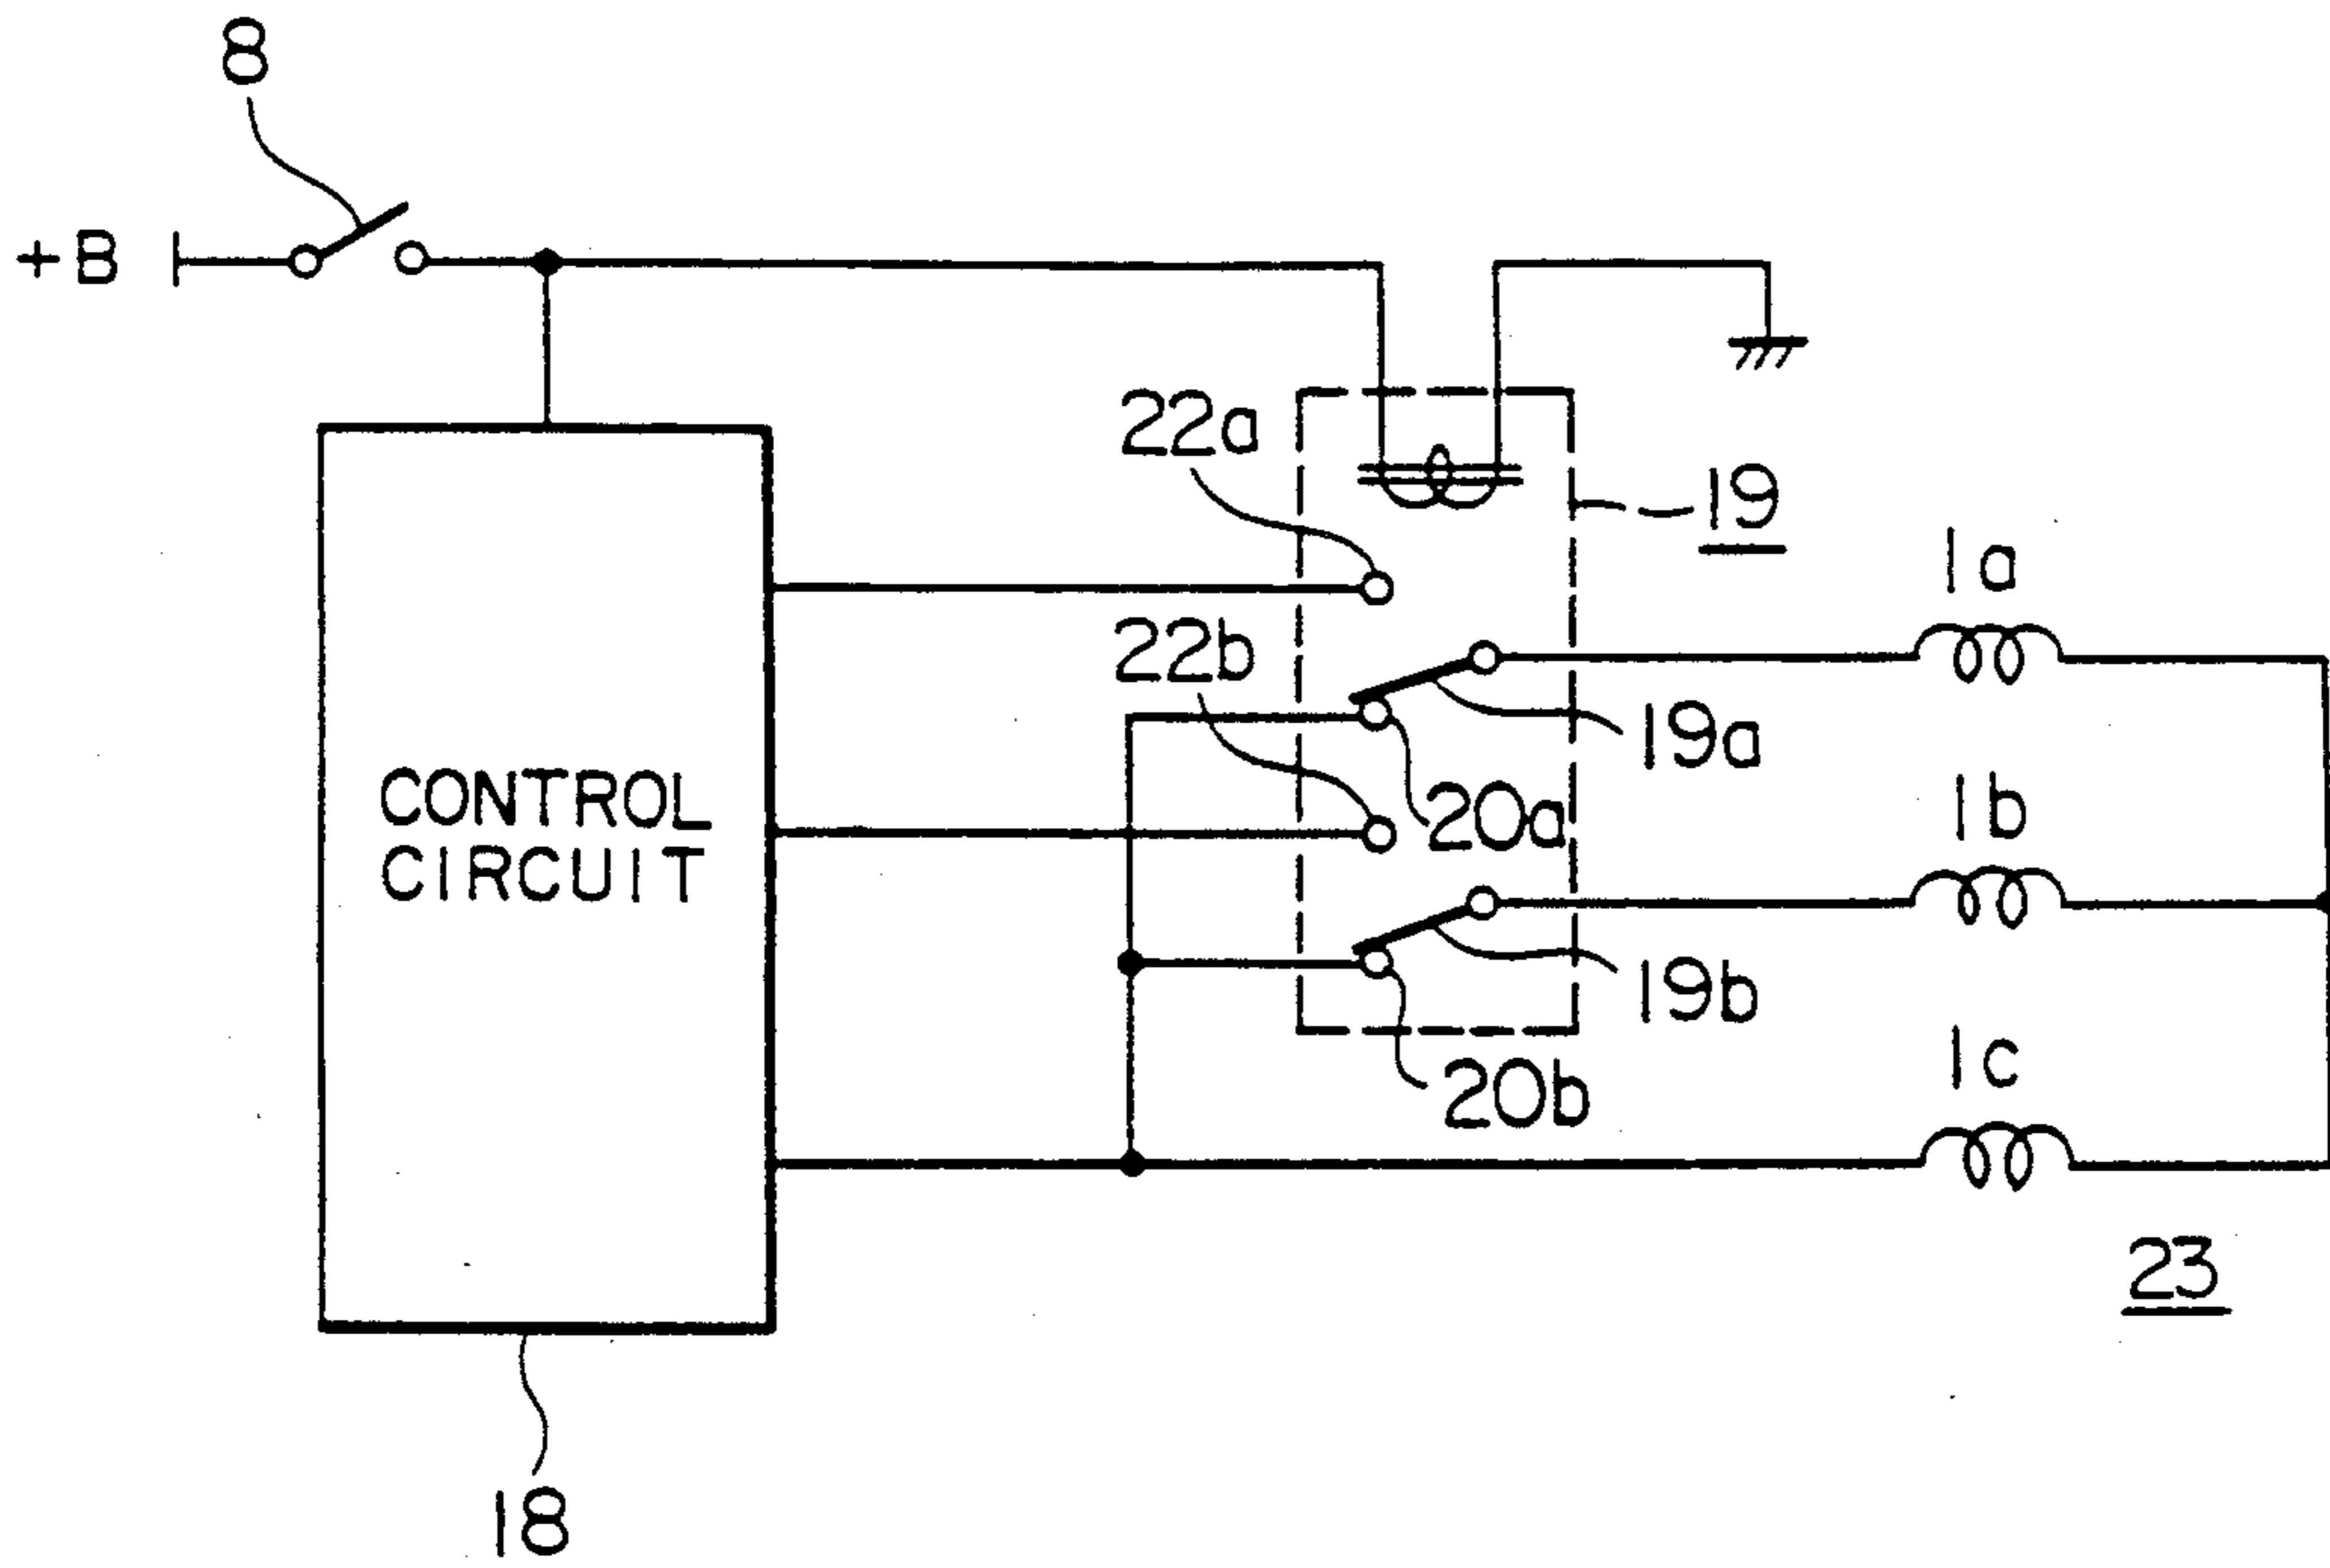 8
+B
22a
19
1a
22b
19a
20a
1b
CONTROL
CIRCUIT
19b
1c
20b
23
18